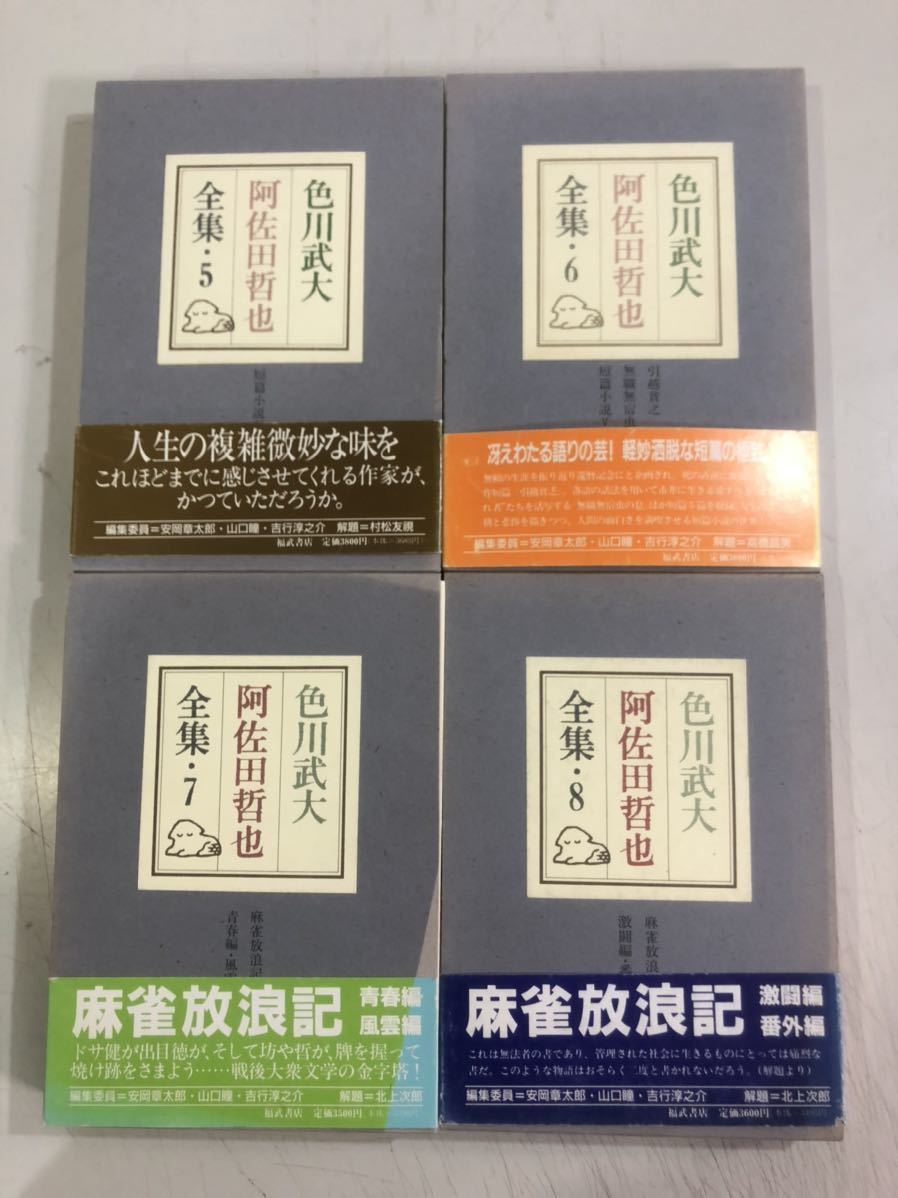 色川武大
阿佐田哲也
全集・5
短篇小説
人生の複雑微妙な味を
これほどまでに感じさせてくれる作家が、
かつていただろうか。
編集委員＝安岡章太郎・山口瞳・吉行淳之介　解題＝村松友視
福武書店　定価3800円
色川武大
阿佐田哲也
全集・6
引越貧乏
無職無宿虫
短篇小説V
冴えわたる語りの芸！軽妙洒脱な短篇の
編集委員＝安岡章太郎・山口瞳・吉行淳之介　解題＝高橋昌男
福武書店　定価3800円
色川武大
阿佐田哲也
全集・7
麻雀放浪記
青春編・風雲
麻雀放浪記　青春編
風雲編
ドサ健が出目徳が、そして坊や哲が、牌を握って
焼け跡をさまよう……戦後大衆文学の金字塔！
編集委員＝安岡章太郎・山口瞳・吉行淳之介　解題＝北上次郎
福武書店　定価3500円
色川武大
阿佐田哲也
全集・8
麻雀放浪
激闘編・番
麻雀放浪記　激闘編
番外編
これは無法者の書であり、管理された社会に生きるものにとっては痛烈な
書だ。このような物語はおそらく二度と書かれないだろう。（解題より）
編集委員＝安岡章太郎・山口瞳・吉行淳之介　解題＝北上次郎
福武書店　定価3600円